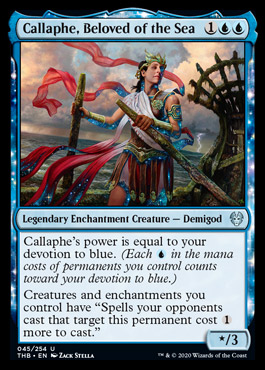 Callaphe, Beloved of the Sea 1
Legendary Enchantment Creature — Demigod
Callaphe's power is equal to your
devotion to blue. (Each in the mana
costs of permanents you control counts
toward your devotion to blue.)
Creatures and enchantments you
control have “Spells your opponents
cast that target this permanent cost 1
more to cast.”
*/3
045/254 U
THB • EN ZACK STELLA
™ & © 2020 Wizards of the Coast